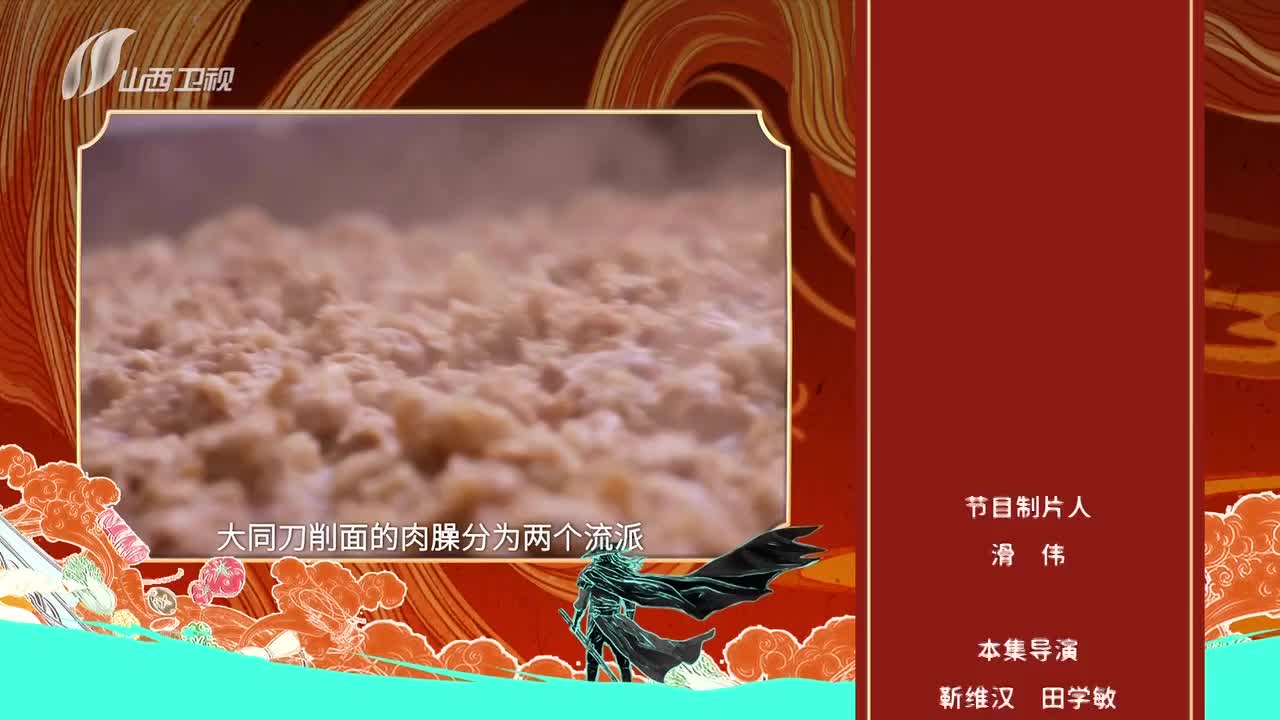 山西卫视
大同刀削面的肉臊分为两个流派
节目制片人
滑 伟
本集导演
靳维汉 田学敏